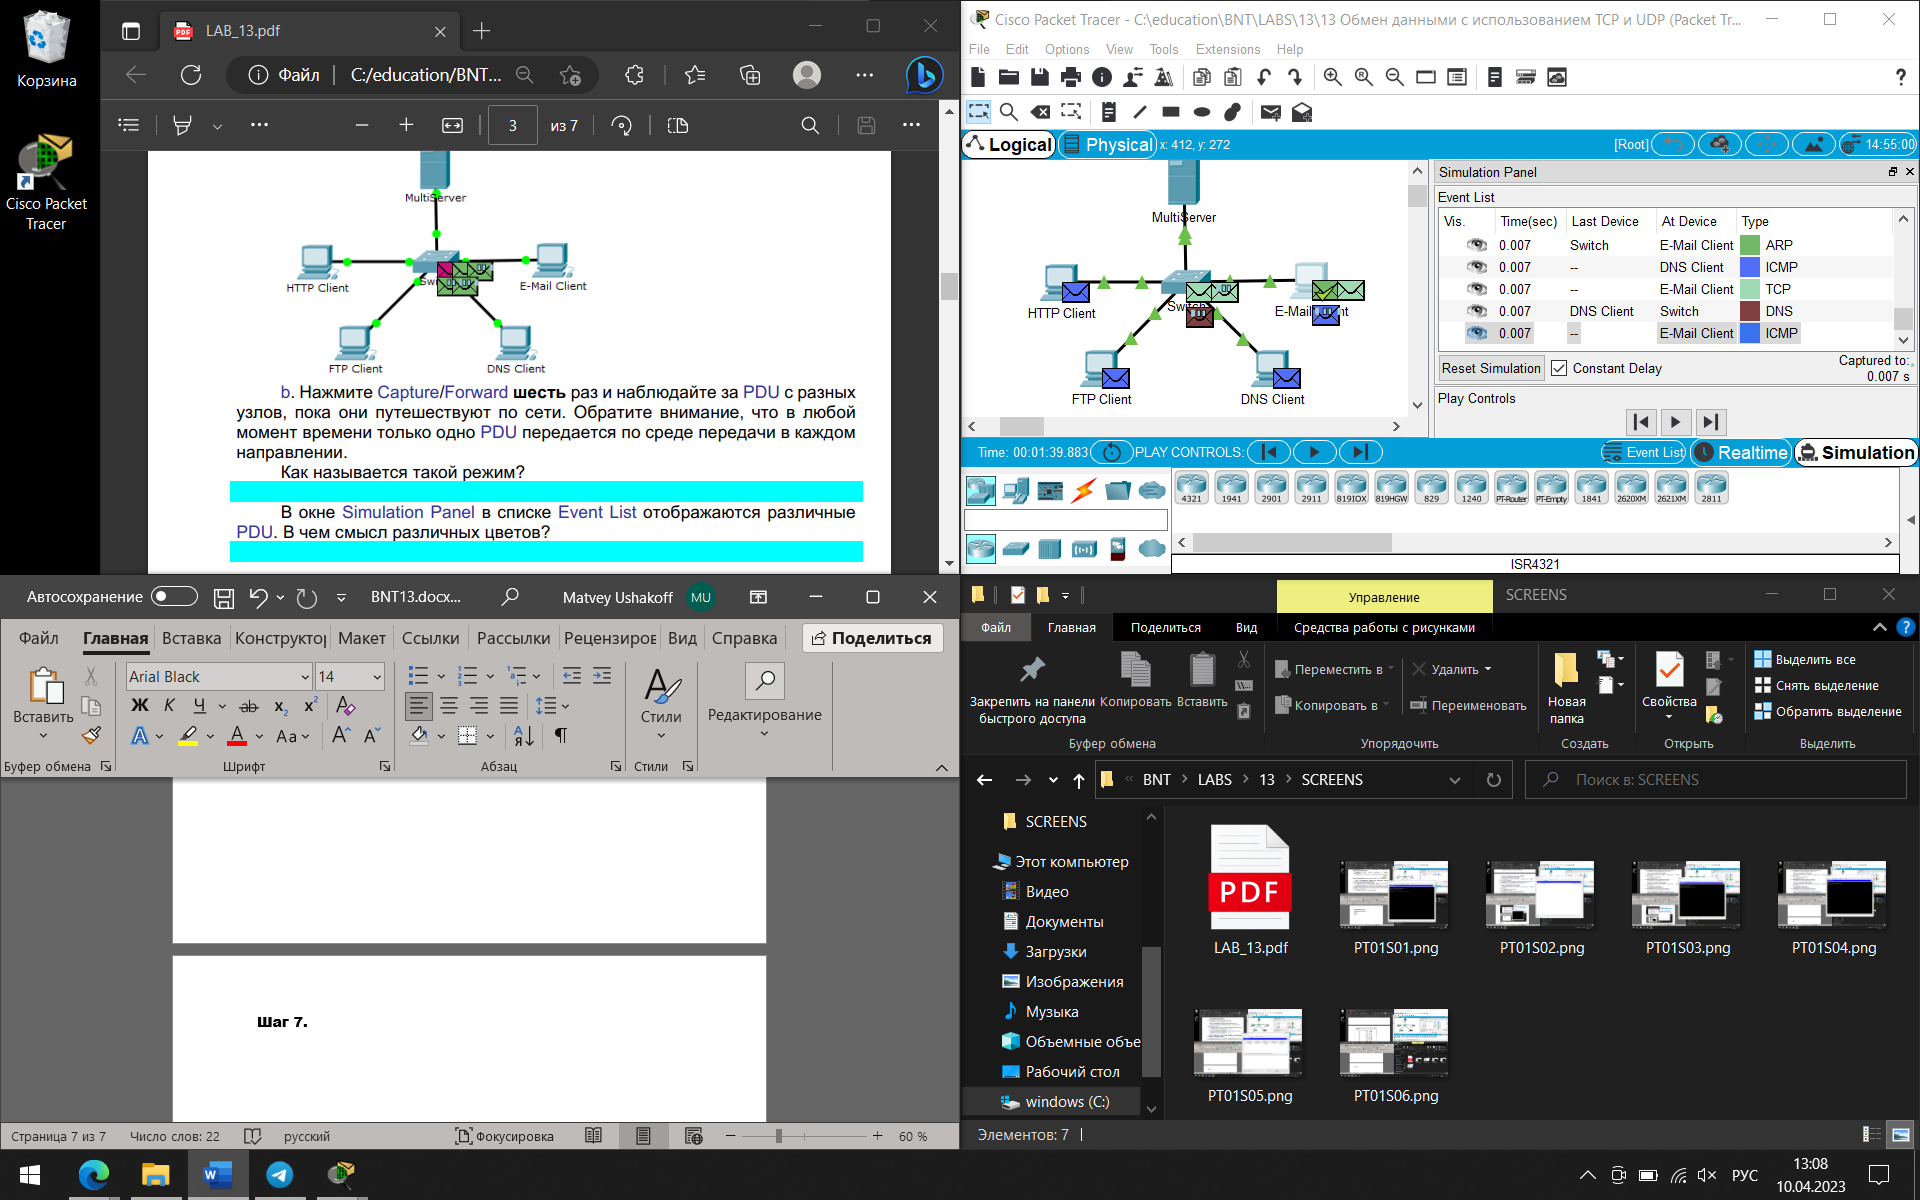 Корзина
Cisco Packet
Tracer
LAB_13.pdf
Файл
C:/education/BNT...
3
из 7
MultiServer
HTTP Client
E-Mail Client
FTP Client
DNS Client
b. Нажмите Capture/Forward шесть раз и наблюдайте за PDU с разных
узлов, пока они путешествуют по сети. Обратите внимание, что в любой
момент времени только одно PDU передается по среде передачи в каждом
направлении.
Как называется такой режим?
В окне Simulation Panel в списке Event List отображаются различные
PDU. В чем смысл различных цветов?
Cisco Packet Tracer - C:\education\BNT\LABS\13\13 Обмен данными с использованием TCP и UDP (Packet Tr...
File Edit Options View Tools Extensions Help
?
Logical
Physical
x: 412, y: 272
[Root]
14:55:00
MultiServer
HTTP Client
FTP Client
DNS Client
Simulation Panel
Event List
Vis. Time(sec) Last Device At Device Type
0.007 Switch E-Mail Client ARP
0.007 -- DNS Client ICMP
0.007 -- E-Mail Client TCP
0.007 DNS Client Switch DNS
0.007 -- E-Mail Client ICMP
Reset Simulation
Constant Delay
Captured to:
0.007 s
Play Controls
Time: 00:01:39.883
PLAY CONTROLS:
Event List
Realtime
Simulation
4321 1941 2901 2911 819IOX 819HGW 829 1240 PT-Router PT-Empty 1841 2620XM 2621XM 2811
ISR4321
Автосохранение
BNT13.docx...
Matvey Ushakoff
MU
Файл Главная Вставка Конструктор Макет Ссылки Рассылки Рецензиров Вид Справка
Поделиться
Вставить
Arial Black
14
Ж К Ч ab x₂ x²
A A Aa A A
Стили
Редактирование
Буфер обмена
Шрифт
Абзац
Стили
Шаг 7.
Страница 7 из 7
Число слов: 22
русский
Фокусировка
60 %
Управление
SCREENS
Файл Главная Поделиться Вид Средства работы с рисунками
Закрепить на панели
быстрого доступа
Копировать
Вставить
Переместить в
Копировать в
Удалить
Переименовать
Новая
папка
Свойства
Выделить все
Снять выделение
Обратить выделение
Буфер обмена
Упорядочить
Создать
Открыть
Выделить
BNT LABS 13 SCREENS
Поиск в: SCREENS
SCREENS
Этот компьютер
Видео
Документы
Загрузки
Изображения
Музыка
Объемные объе
Рабочий стол
windows (C:)
PDF
LAB_13.pdf
PT01S01.png
PT01S02.png
PT01S03.png
PT01S04.png
PT01S05.png
PT01S06.png
Элементов: 7
РУС
13:08
10.04.2023